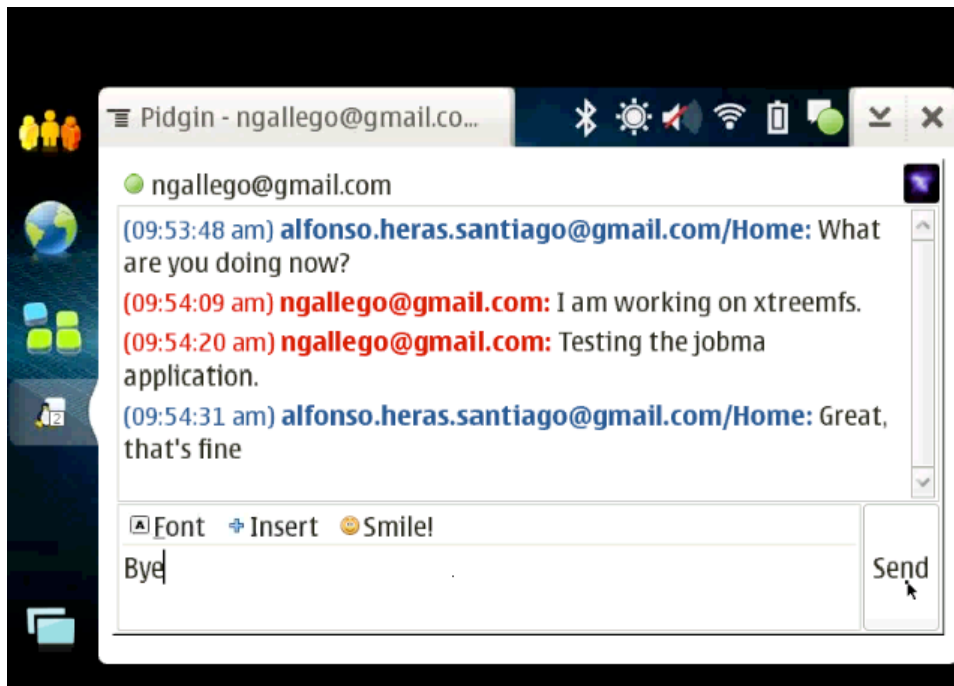 Pidgin - ngallego@gmail.co...
ngallego@gmail.com
(09:53:48 am) alfonso.heras.santiago@gmail.com/Home: What
are you doing now?
(09:54:09 am) ngallego@gmail.com: I am working on xtreemfs.
(09:54:20 am) ngallego@gmail.com: Testing the jobma
application.
(09:54:31 am) alfonso.heras.santiago@gmail.com/Home: Great,
that's fine
2
A Font Insert Smile!
Bye
Send